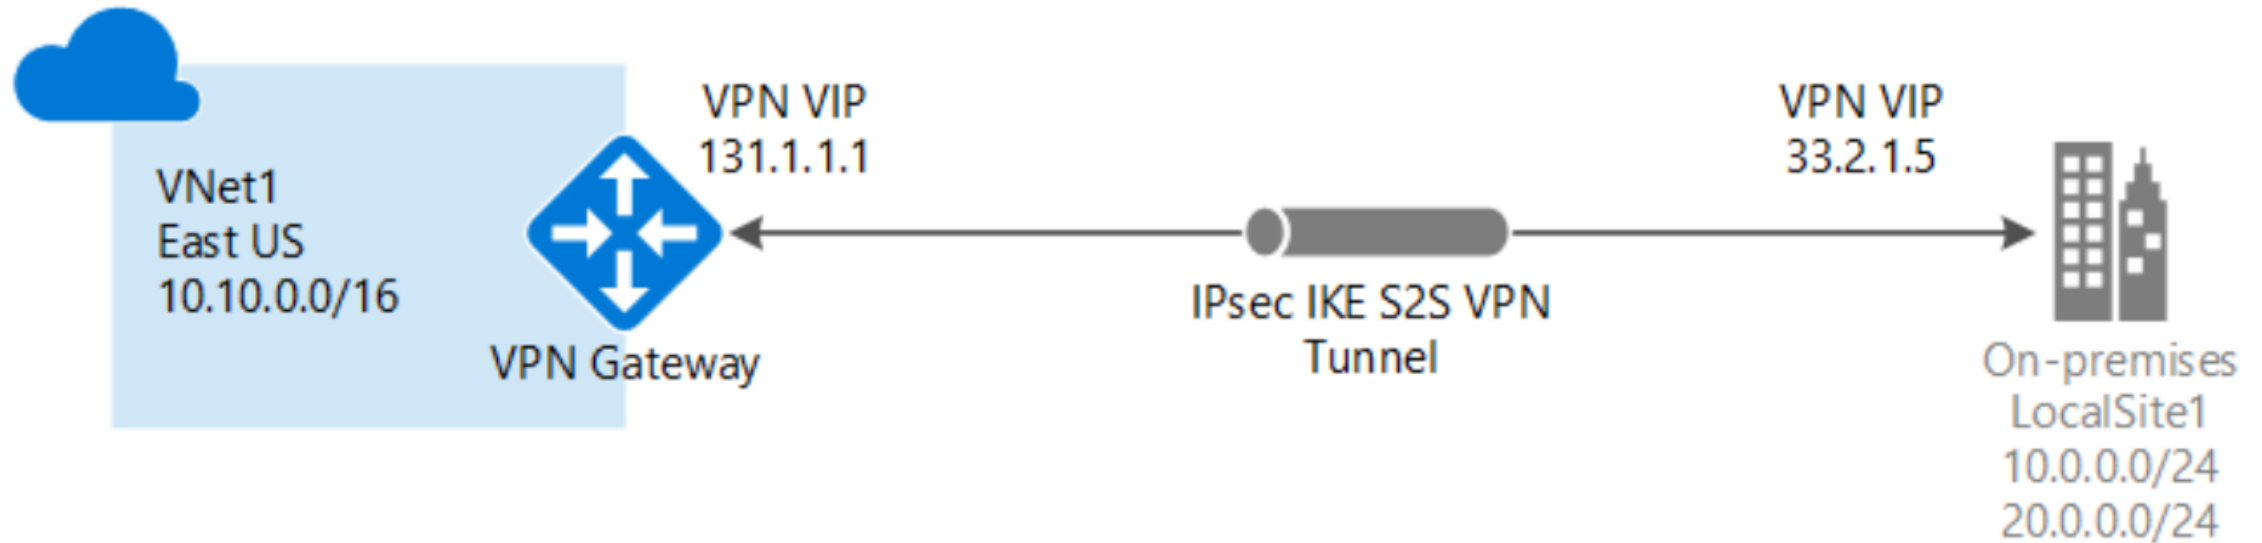 VNet1
East US
10.10.0.0/16
VPN Gateway
VPN VIP
131.1.1.1
IPsec IKE S2S VPN
Tunnel
VPN VIP
33.2.1.5
On-premises
LocalSite1
10.0.0.0/24
20.0.0.0/24